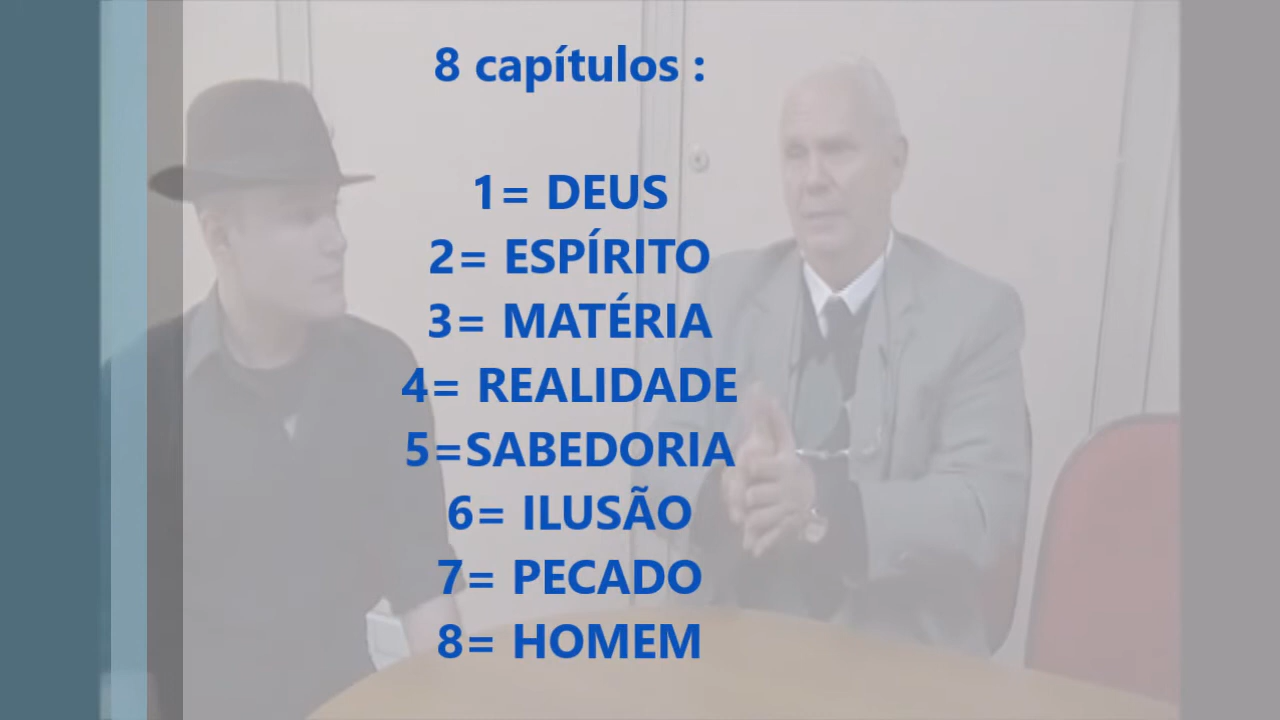 8 capítulos :
1= DEUS
2= ESPÍRITO
3= MATÉRIA
4= REALIDADE
5=SABEDORIA
6= ILUSÃO
7= PECADO
8= HOMEM